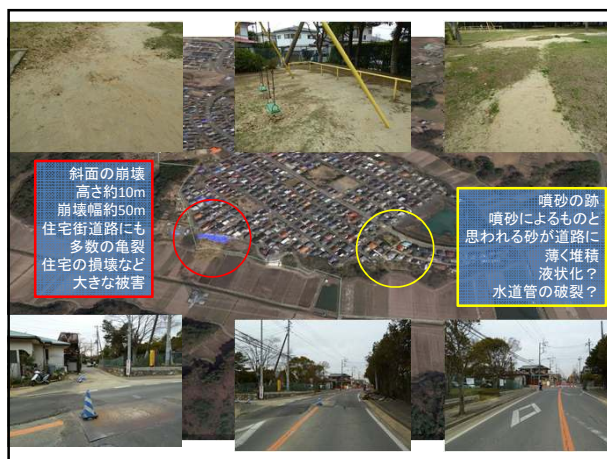 斜面の崩壊
高さ約10m
崩壊幅約50m
住宅街道路にも
多数の亀裂
住宅の損壊など
大きな被害
噴砂の跡
噴砂によるものと
思われる砂が道路に
薄く堆積
液状化？
水道管の破裂？